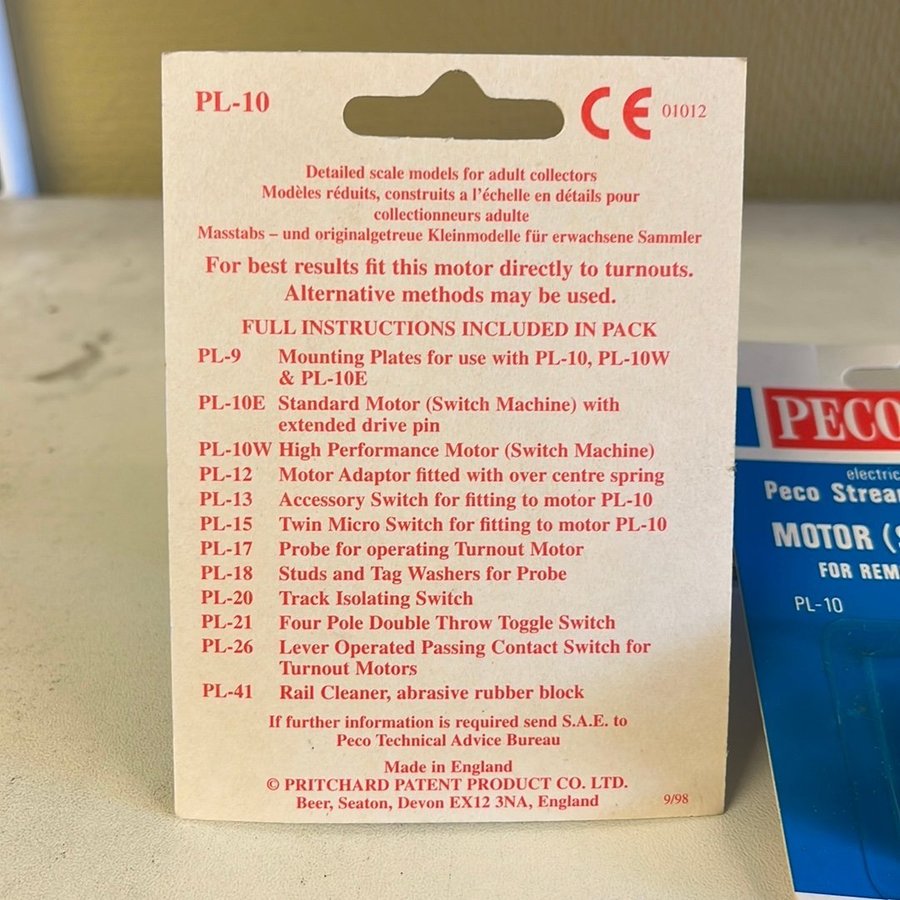 PL-10
CE 01012
Detailed scale models for adult collectors
Modèles réduits, construits a l'échelle en détails pour
collectionneurs adulte
Masstabs – und originalgetreue Kleinmodelle für erwachsene Sammler
For best results fit this motor directly to turnouts.
Alternative methods may be used.
FULL INSTRUCTIONS INCLUDED IN PACK
PL-9 Mounting Plates for use with PL-10, PL-10W
& PL-10E
PL-10E Standard Motor (Switch Machine) with
extended drive pin
PL-10W High Performance Motor (Switch Machine)
PL-12 Motor Adaptor fitted with over centre spring
PL-13 Accessory Switch for fitting to motor PL-10
PL-15 Twin Micro Switch for fitting to motor PL-10
PL-17 Probe for operating Turnout Motor
PL-18 Studs and Tag Washers for Probe
PL-20 Track Isolating Switch
PL-21 Four Pole Double Throw Toggle Switch
PL-26 Lever Operated Passing Contact Switch for
Turnout Motors
PL-41 Rail Cleaner, abrasive rubber block
If further information is required send S.A.E. to
Peco Technical Advice Bureau
Made in England
© PRITCHARD PATENT PRODUCT CO. LTD.
Beer, Seaton, Devon EX12 3NA, England
9/98
PECO
electric
Peco Strea
MOTOR (S
FOR REM
PL-10